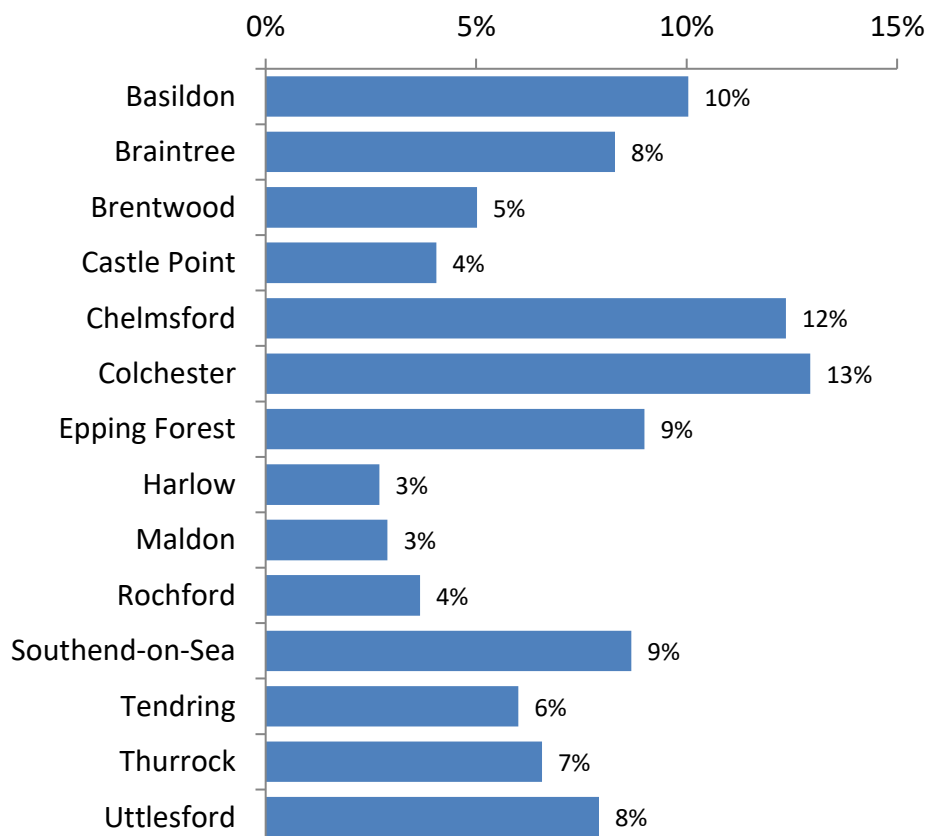 0% 5% 10% 15%
Basildon 10%
Braintree 8%
Brentwood 5%
Castle Point 4%
Chelmsford 12%
Colchester 13%
Epping Forest 9%
Harlow 3%
Maldon 3%
Rochford 4%
Southend-on-Sea 9%
Tendring 6%
Thurrock 7%
Uttlesford 8%